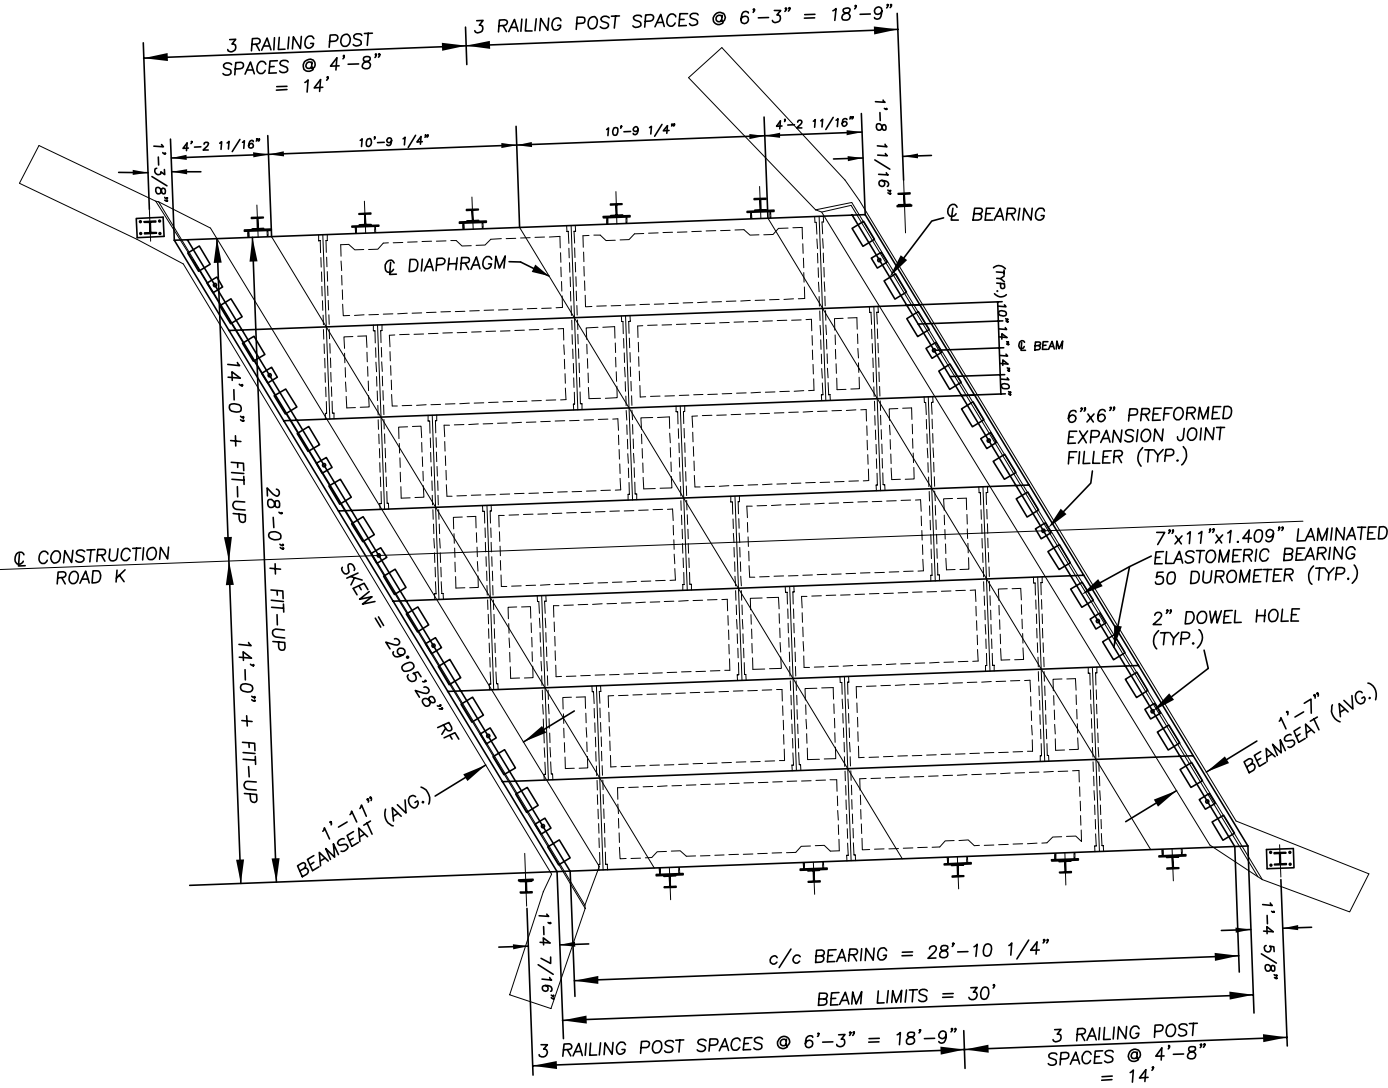 3 RAILING POST SPACES @ 6'-3" = 18'-9"
3 RAILING POST
SPACES @ 4'-8"
= 14'
1'-3/8"
4'-2 11/16"
10'-9 1/4"
10'-9 1/4"
4'-2 11/16"
1'-8 11/16"
℄ BEARING
℄ DIAPHRAGM
(TYP.)
10"
14"
14"
10"
℄ BEAM
6"x6" PREFORMED
EXPANSION JOINT
FILLER (TYP.)
7"x11"x1.409" LAMINATED
ELASTOMERIC BEARING
50 DUROMETER (TYP.)
2" DOWEL HOLE
(TYP.)
14'-0" + FIT-UP
28'-0" + FIT-UP
14'-0" + FIT-UP
℄ CONSTRUCTION
ROAD K
SKEW = 29°05'28" RF
1'-11"
BEAMSEAT (AVG.)
1'-7"
BEAMSEAT (AVG.)
1'-4 7/16"
1'-4 5/8"
c/c BEARING = 28'-10 1/4"
BEAM LIMITS = 30'
3 RAILING POST SPACES @ 6'-3" = 18'-9"
3 RAILING POST
SPACES @ 4'-8"
= 14'